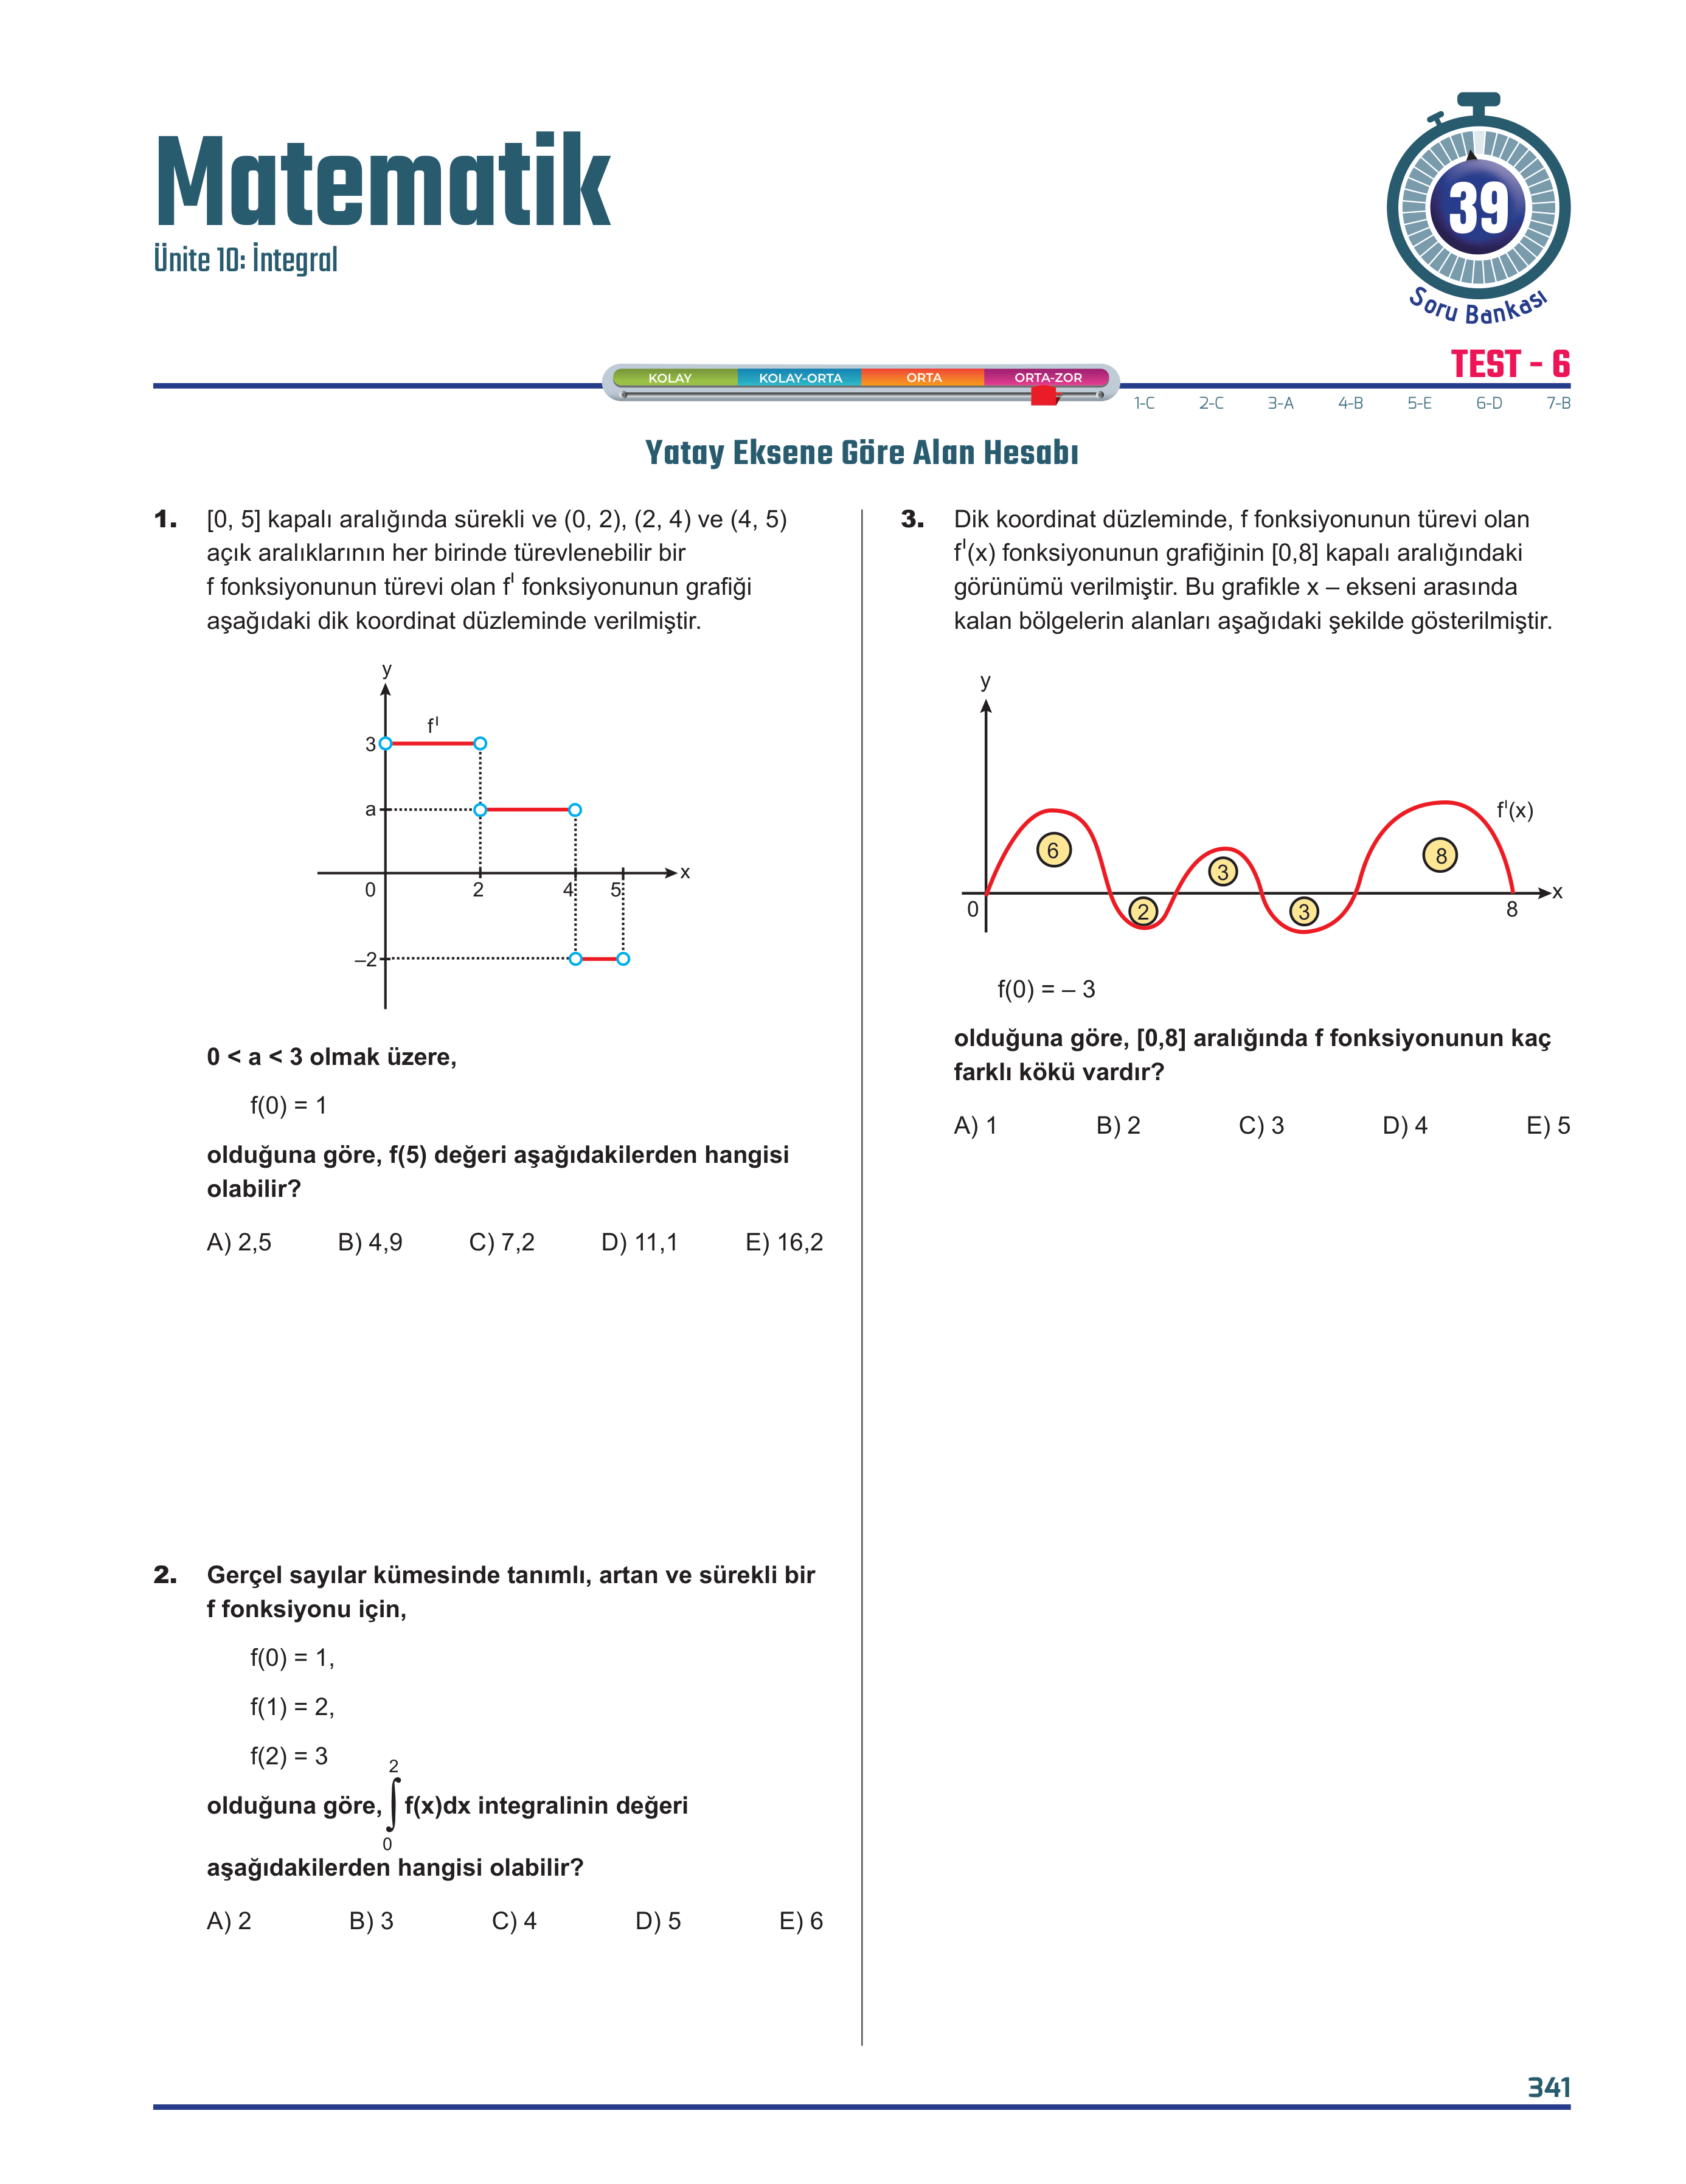 Matematik
Ünite 10: İntegral
39
Soru Bankası
TEST - 6
KOLAY KOLAY-ORTA ORTA ORTA-ZOR
1-C 2-C 3-A 4-B 5-E 6-D 7-B
Yatay Eksene Göre Alan Hesabı
1. [0, 5] kapalı aralığında sürekli ve (0, 2), (2, 4) ve (4, 5)
açık aralıklarının her birinde türevlenebilir bir
f fonksiyonunun türevi olan fı fonksiyonunun grafiği
aşağıdaki dik koordinat düzleminde verilmiştir.
y
fı
3
a
x
0 2 4 5
–2
0 < a < 3 olmak üzere,
f(0) = 1
olduğuna göre, f(5) değeri aşağıdakilerden hangisi
olabilir?
A) 2,5 B) 4,9 C) 7,2 D) 11,1 E) 16,2
2. Gerçel sayılar kümesinde tanımlı, artan ve sürekli bir
f fonksiyonu için,
f(0) = 1,
f(1) = 2,
f(2) = 3
2
olduğuna göre, ∫ f(x)dx integralinin değeri
0
aşağıdakilerden hangisi olabilir?
A) 2 B) 3 C) 4 D) 5 E) 6
3. Dik koordinat düzleminde, f fonksiyonunun türevi olan
fı(x) fonksiyonunun grafiğinin [0,8] kapalı aralığındaki
görünümü verilmiştir. Bu grafikle x – ekseni arasında
kalan bölgelerin alanları aşağıdaki şekilde gösterilmiştir.
y
fı(x)
6 3 8
2 3
x
0 8
f(0) = – 3
olduğuna göre, [0,8] aralığında f fonksiyonunun kaç
farklı kökü vardır?
A) 1 B) 2 C) 3 D) 4 E) 5
341